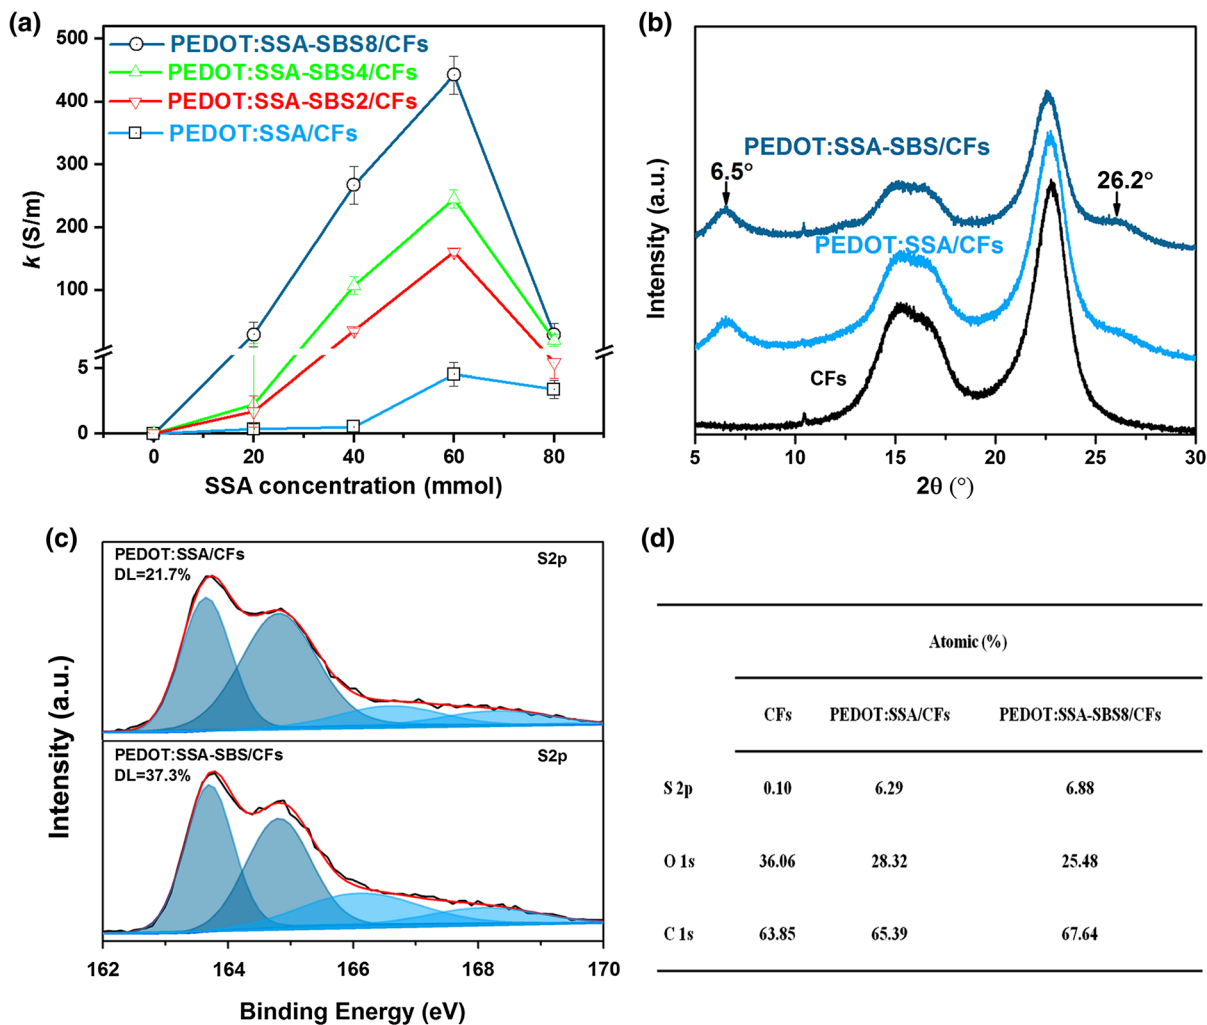 (a)
500
400
300
200
100
5
0
k (S/m)
PEDOT:SSA-SBS8/CFs
PEDOT:SSA-SBS4/CFs
PEDOT:SSA-SBS2/CFs
PEDOT:SSA/CFs
0 20 40 60 80
SSA concentration (mmol)
(b)
Intensity (a.u.)
PEDOT:SSA-SBS/CFs
6.5°
26.2°
PEDOT:SSA/CFs
CFs
5 10 15 20 25 30
2θ (°)
(c)
Intensity (a.u.)
PEDOT:SSA/CFs
DL=21.7%
S2p
PEDOT:SSA-SBS/CFs
DL=37.3%
S2p
162 164 166 168 170
Binding Energy (eV)
(d)
Atomic (%)
CFs PEDOT:SSA/CFs PEDOT:SSA-SBS8/CFs
S 2p 0.10 6.29 6.88
O 1s 36.06 28.32 25.48
C 1s 63.85 65.39 67.64